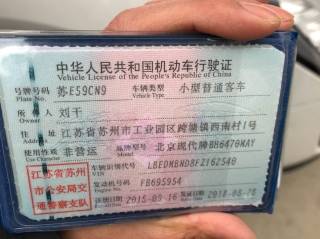 中华人民共和国机动车行驶证
Vehicle License of the People's Republic of China
号牌号码 苏E59CN9 车辆类型 小型普通客车
Plate No. Vehicle Type
所有人 刘干
Owner
住址 江苏省苏州市工业园区跨塘镇西南村1号
Address
使用性质 非营运 品牌型号 北京现代牌BH6470MAY
Use Character Model
江苏省苏州
市公安局交
通警察支队
车辆识别代号
VIN
发动机号码 FB695954
Engine No.
注册日期 2015-05-16 发证日期